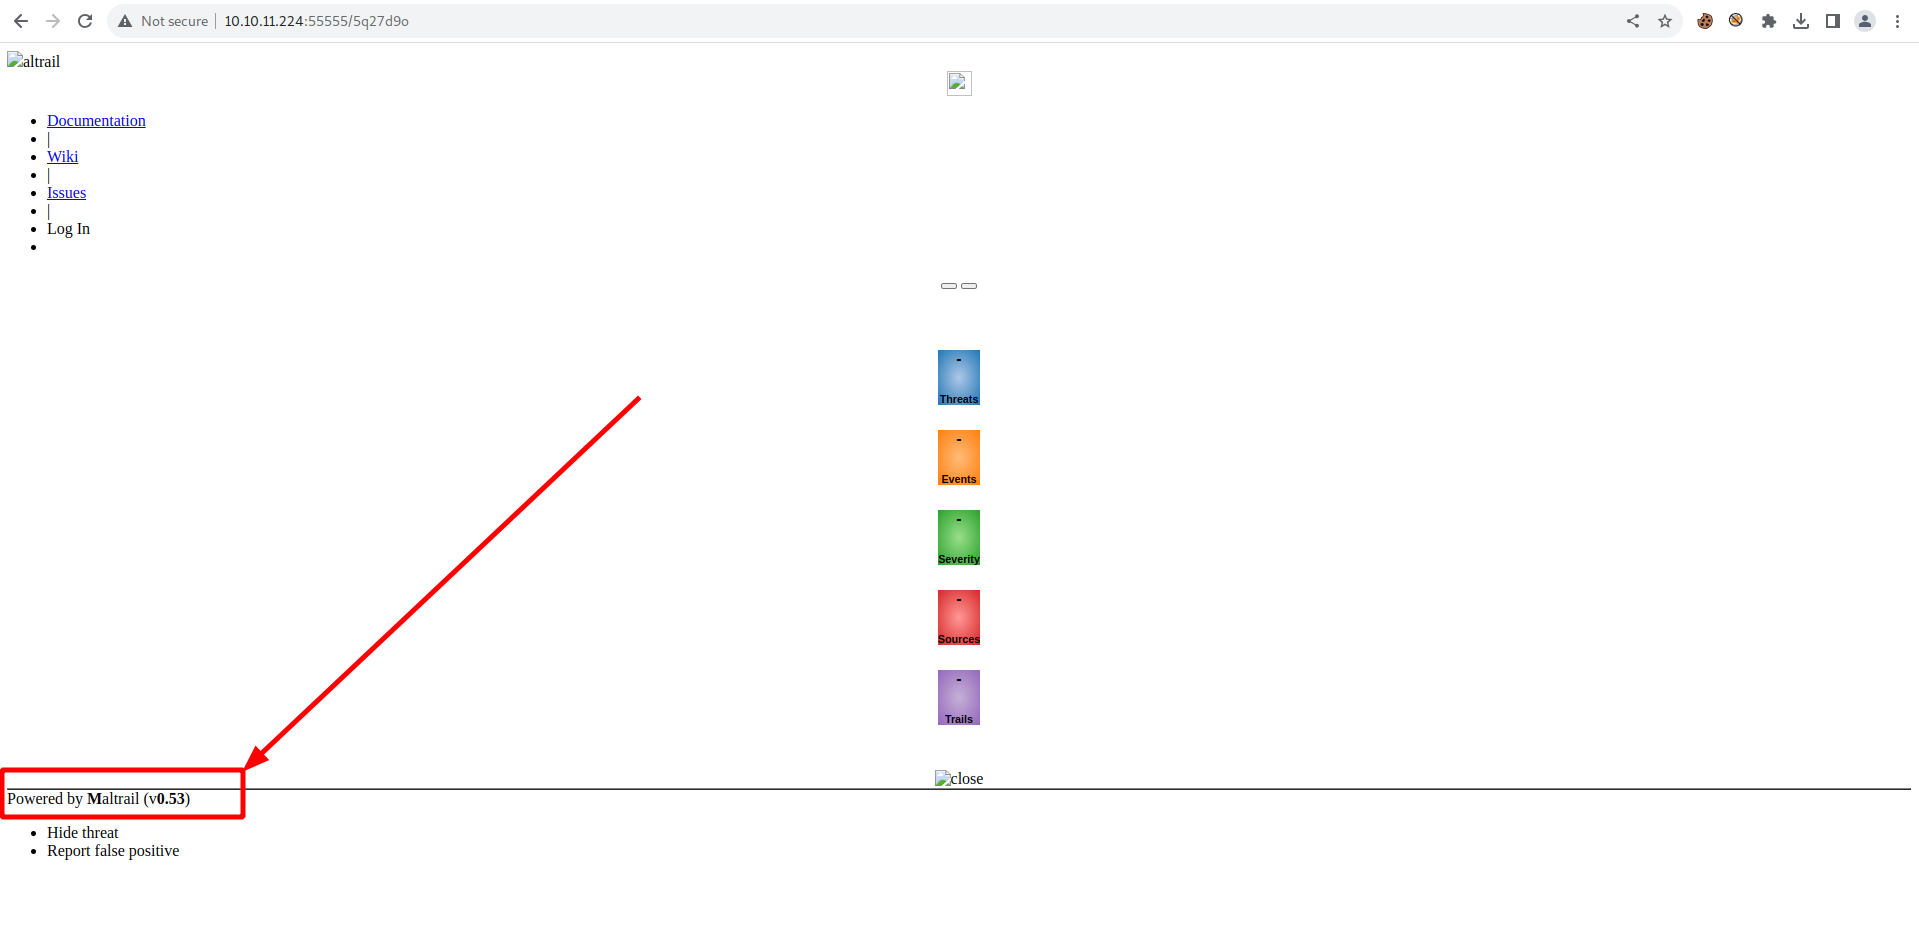 Not secure | 10.10.11.224:55555/5q27d9o
altrail
Documentation
|
Wiki
|
Issues
|
Log In
-
Threats
-
Events
-
Severity
-
Sources
-
Trails
close
Powered by Maltrail (v0.53)
Hide threat
Report false positive